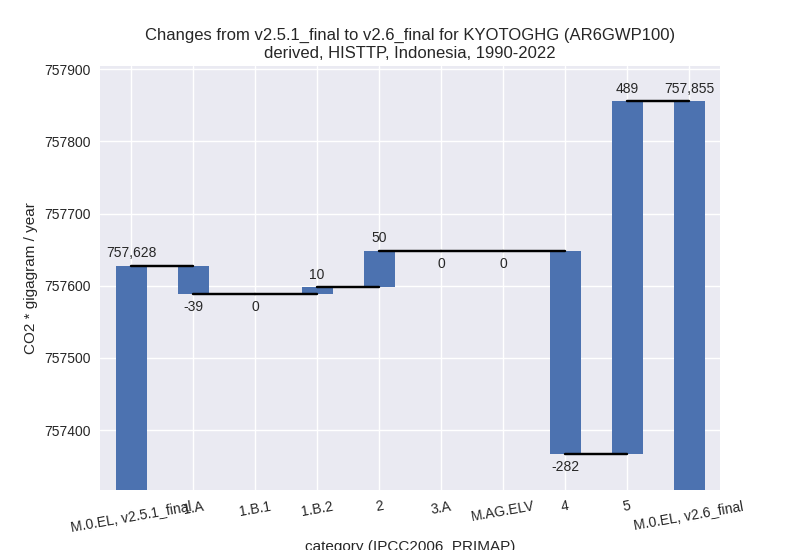 Changes from v2.5.1_final to v2.6_final for KYOTOGHG (AR6GWP100)
derived, HISTTP, Indonesia, 1990-2022
757900
757800
757700
757600
757500
757400
CO2 * gigagram / year
757,628
-39
0
10
50
0
0
-282
489
757,855
M.0.EL, v2.5.1_final
1.A
1.B.1
1.B.2
2
3.A
M.AG.ELV
4
5
M.0.EL, v2.6_final
category (IPCC2006_PRIMAP)